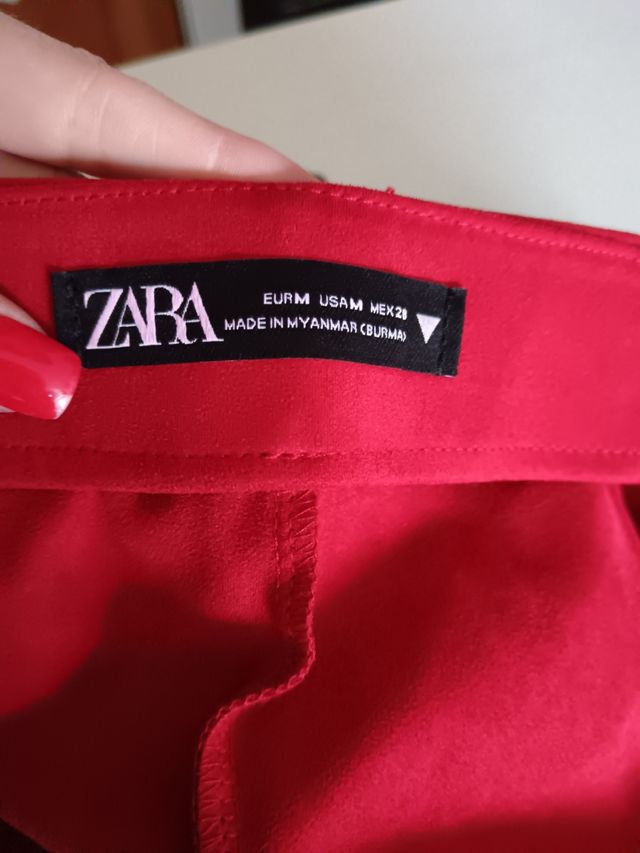 ZARA
EUR M USA M MEX 28
MADE IN MYANMAR (BURMA)